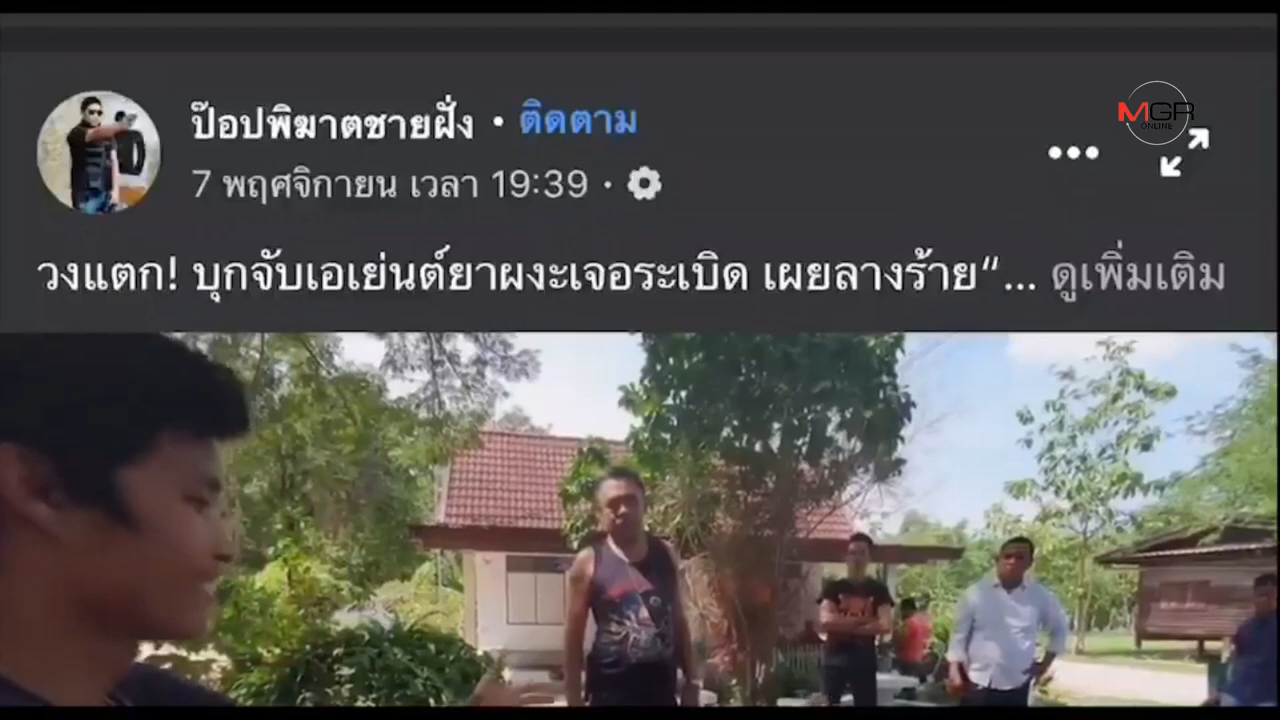 ป๊อปพิฆาตชายฝั่ง • ติดตาม
7 พฤศจิกายน เวลา 19:39 ·
MGR
ONLINE
วงแตก! บุกจับเอเย่นต์ยาผงะเจอระเบิด เผยลางร้าย“... ดูเพิ่มเติม